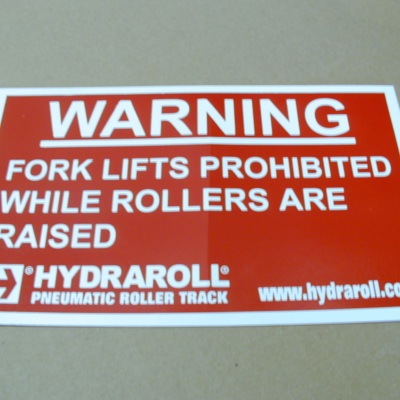 WARNING
FORK LIFTS PROHIBITED
WHILE ROLLERS ARE
RAISED
HYDRAROLL®
PNEUMATIC ROLLER TRACK
www.hydraroll.co